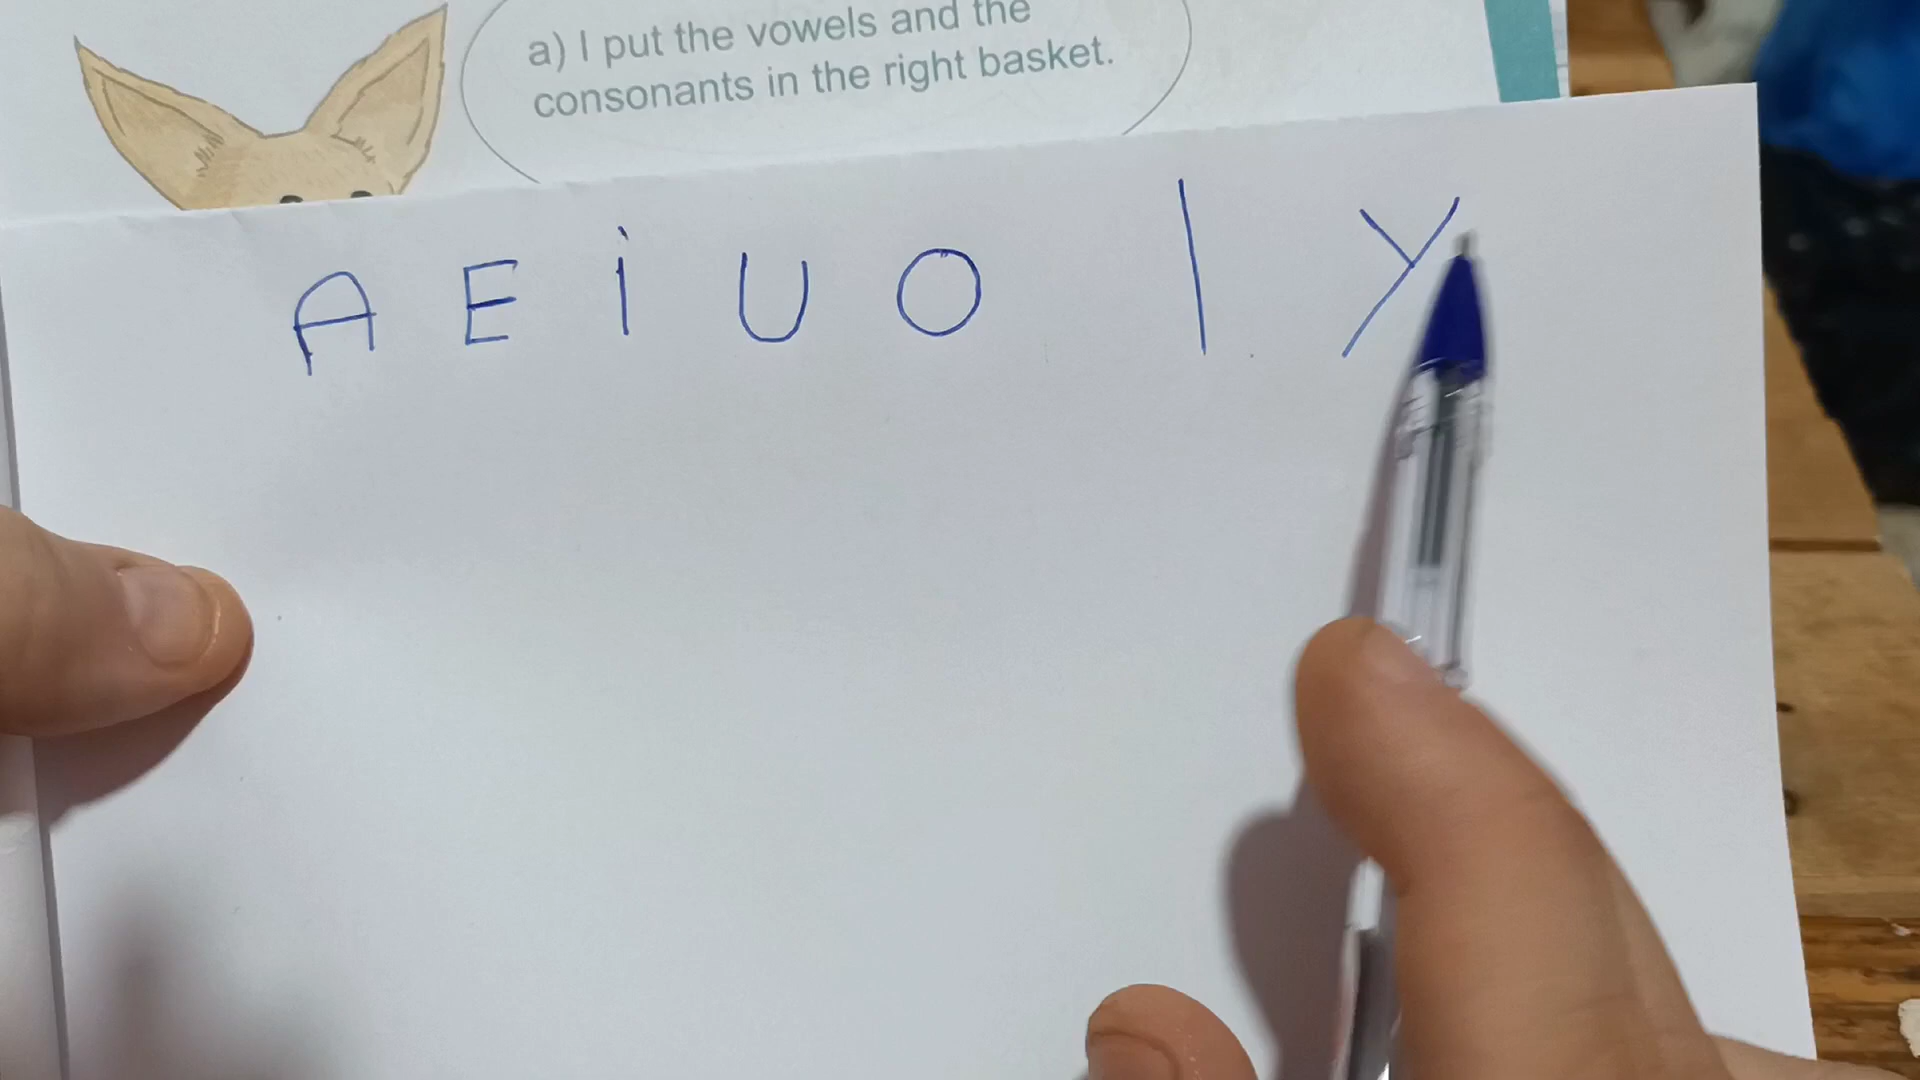 a) I put the vowels and the
consonants in the right basket.
A E i U O | y